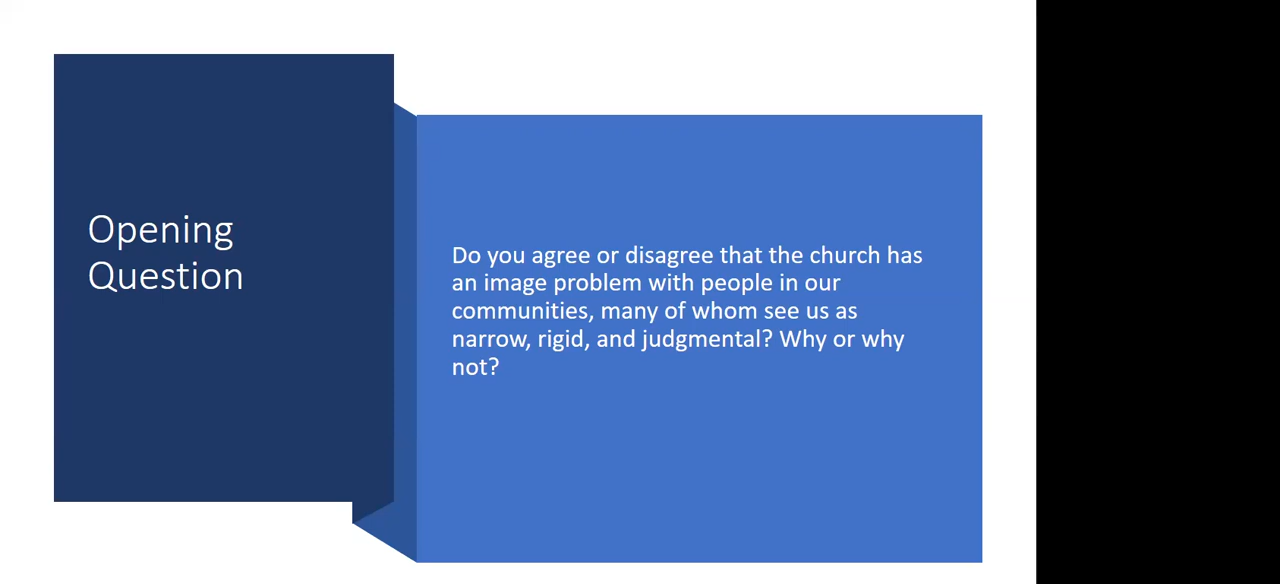 Opening
Question
Do you agree or disagree that the church has
an image problem with people in our
communities, many of whom see us as
narrow, rigid, and judgmental? Why or why
not?